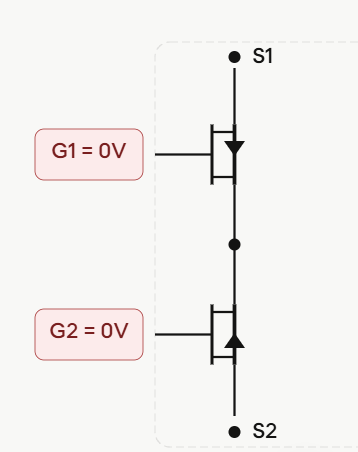 S1
G1 = 0V
G2 = 0V
S2